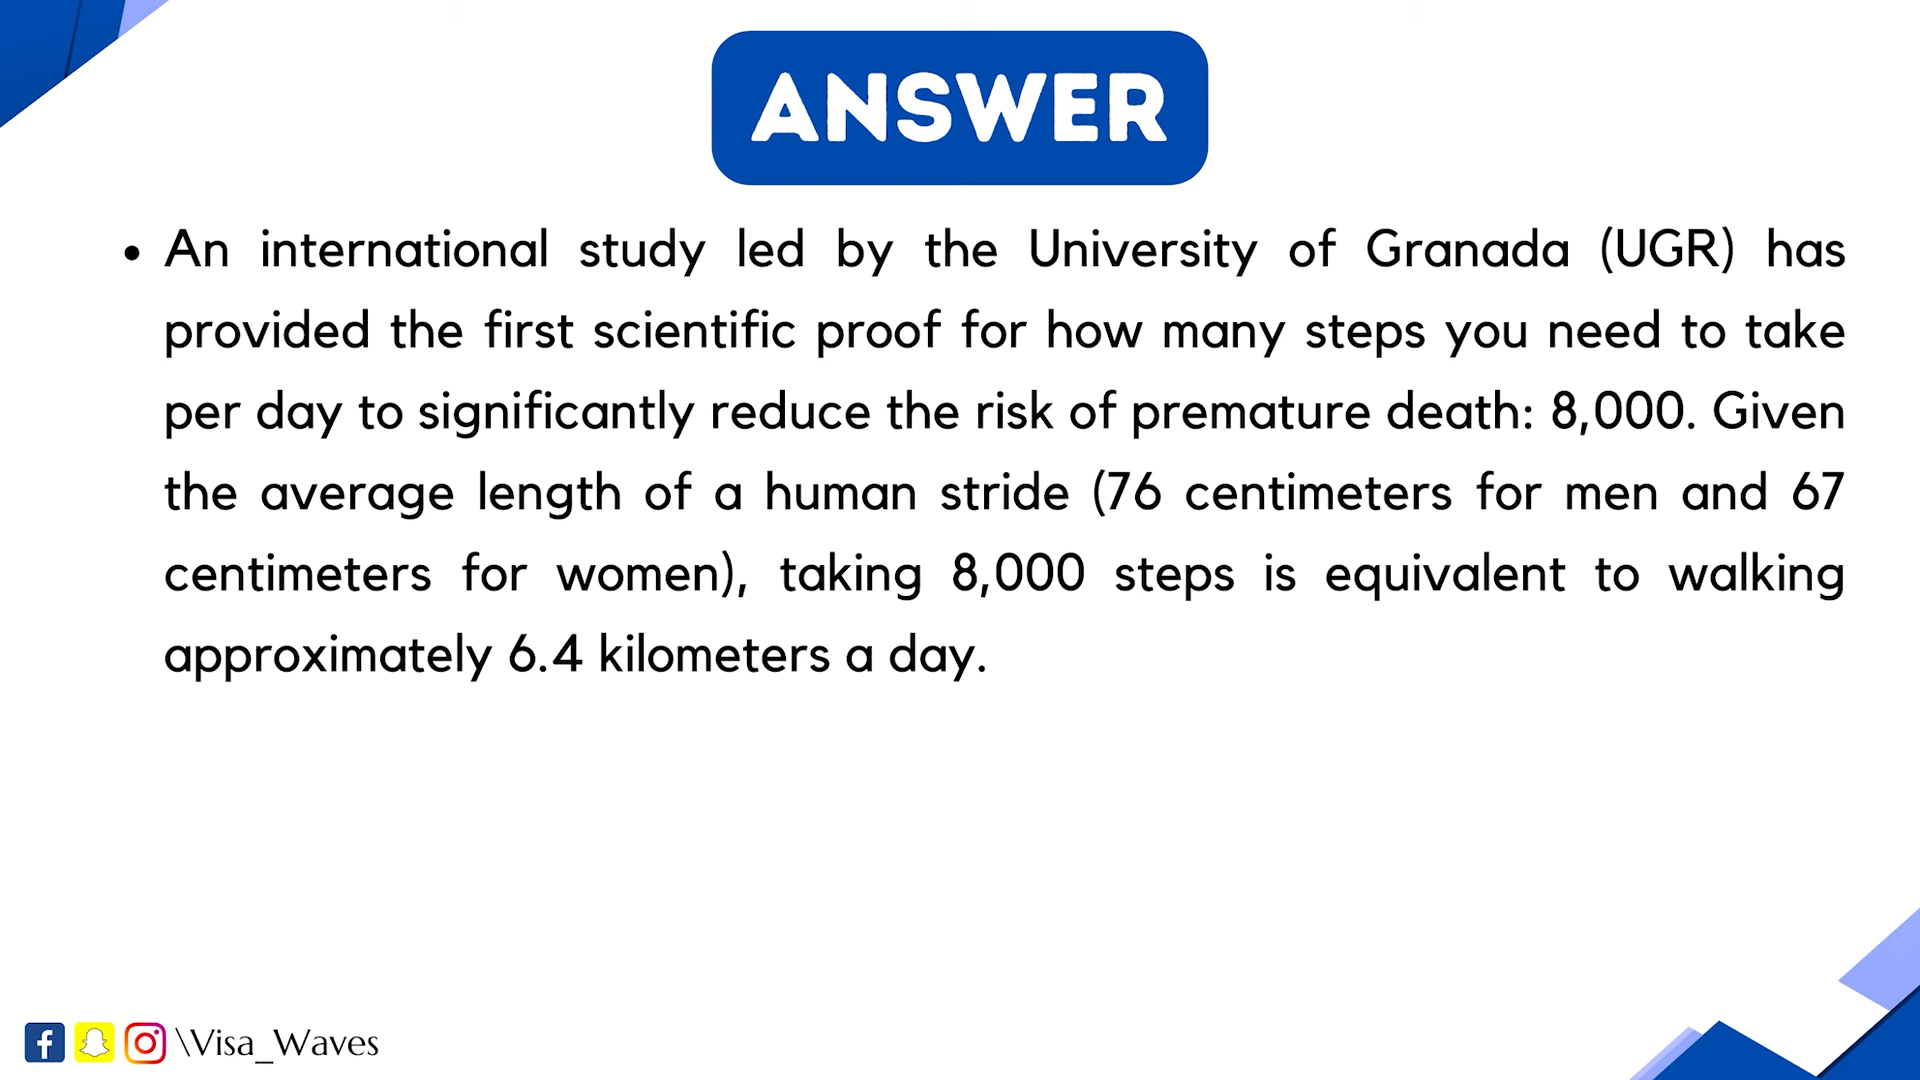 ANSWER
• An international study led by the University of Granada (UGR) has
provided the first scientific proof for how many steps you need to take
per day to significantly reduce the risk of premature death: 8,000. Given
the average length of a human stride (76 centimeters for men and 67
centimeters for women), taking 8,000 steps is equivalent to walking
approximately 6.4 kilometers a day.
\Visa_Waves